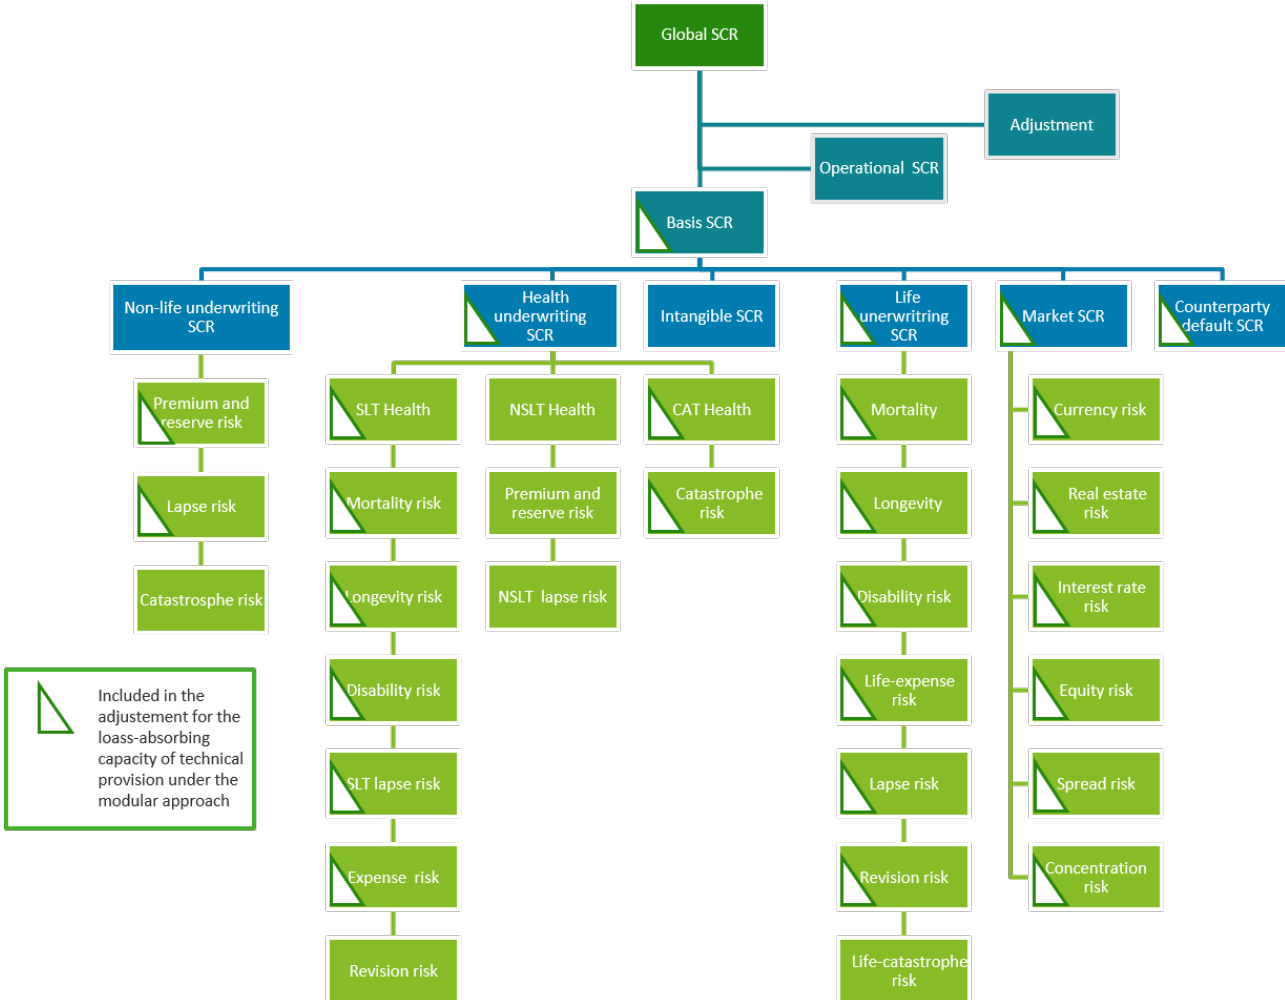 Global SCR
Adjustment
Operational SCR
Basis SCR
Non-life underwriting
SCR
Health
underwriting
SCR
Intangible SCR
Life
unerwritring
SCR
Market SCR
Counterparty
default SCR
Premium and
reserve risk
Lapse risk
Catastrosphe risk
SLT Health
Mortality risk
Longevity risk
Disability risk
SLT lapse risk
Expense risk
Revision risk
NSLT Health
Premium and
reserve risk
NSLT lapse risk
CAT Health
Catastrophe
risk
Mortality
Longevity
Disability risk
Life-expense
risk
Lapse risk
Revision risk
Life-catastrophe
risk
Currency risk
Real estate
risk
Interest rate
risk
Equity risk
Spread risk
Concentration
risk
Included in the
adjustement for the
loass-absorbing
capacity of technical
provision under the
modular approach